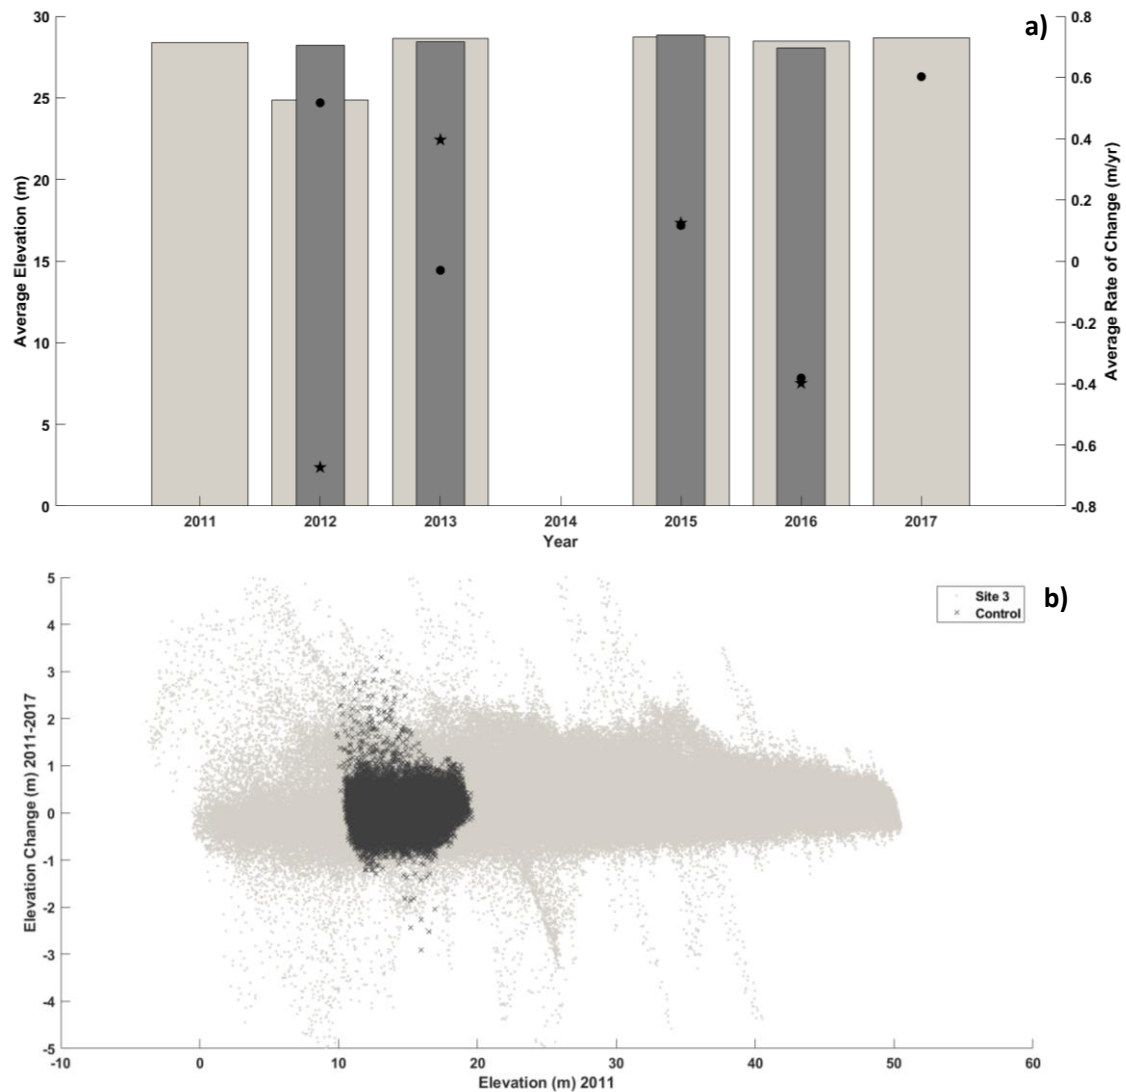 a)
30
25
20
15
10
5
0
Average Elevation (m)
0.8
0.6
0.4
0.2
0
-0.2
-0.4
-0.6
-0.8
Average Rate of Change (m/yr)
2011 2012 2013 2014 2015 2016 2017
Year
b)
Site 3
Control
5
4
3
2
1
0
-1
-2
-3
-4
-5
Elevation Change (m) 2011-2017
-10 0 10 20 30 40 50 60
Elevation (m) 2011